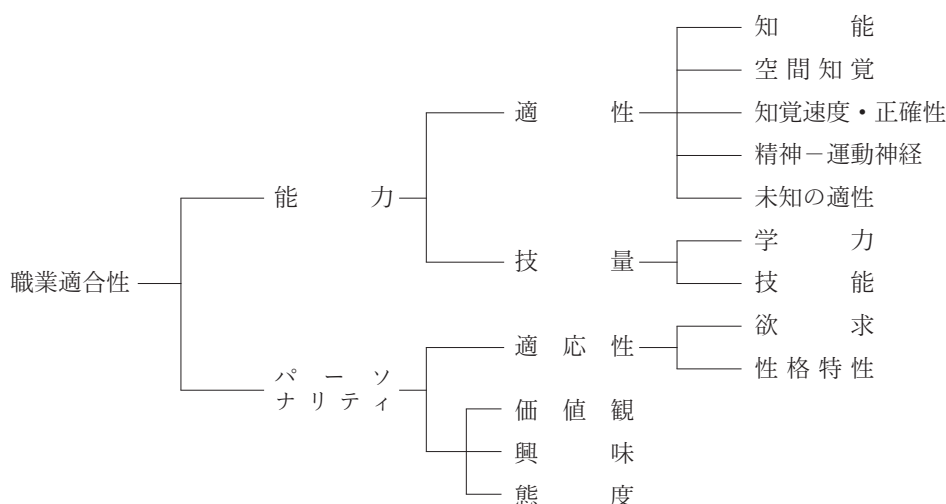 知能
空間知覚
適性
知覚速度・正確性
精神－運動神経
能力
未知の適性
学力
技量
職業適合性
技能
欲求
適応性
性格特性
パーソ
ナリティ
価値観
興味
態度